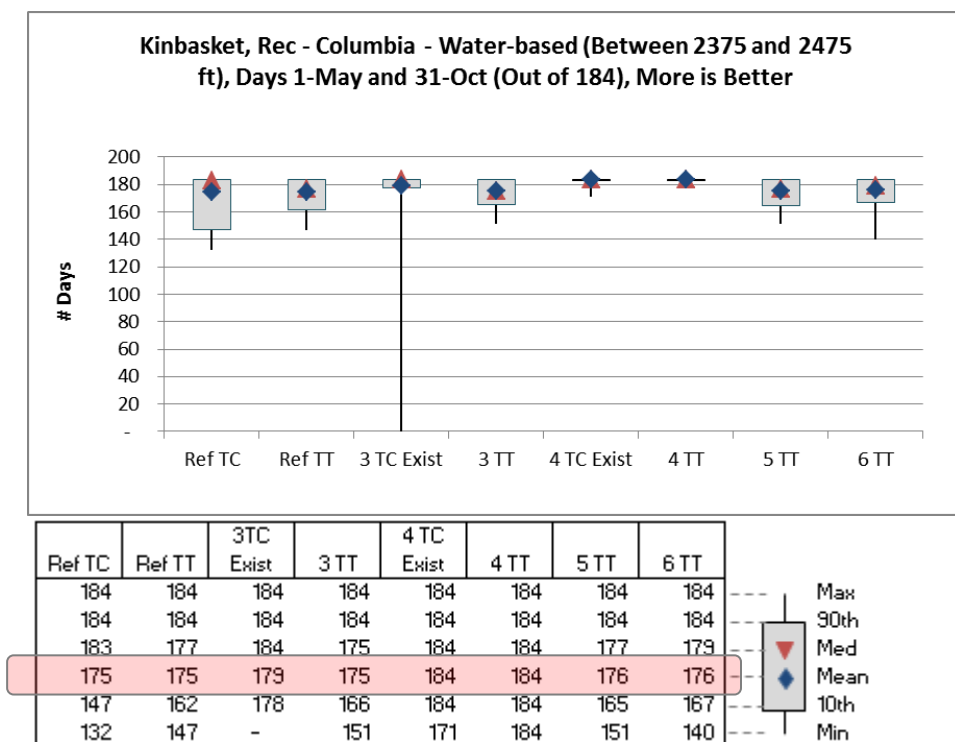 Kinbasket, Rec - Columbia - Water-based (Between 2375 and 2475
ft), Days 1-May and 31-Oct (Out of 184), More is Better
# Days
200
180
160
140
120
100
80
60
40
20
-
Ref TC Ref TT 3 TC Exist 3 TT 4 TC Exist 4 TT 5 TT 6 TT
3TC 4 TC
Ref TC Ref TT Exist 3 TT Exist 4 TT 5 TT 6 TT
184 184 184 184 184 184 184 184 Max
184 184 184 184 184 184 184 184 90th
183 177 184 175 184 184 177 179 Med
175 175 179 175 184 184 176 176 Mean
147 162 178 166 184 184 165 167 10th
132 147 - 151 171 184 151 140 Min